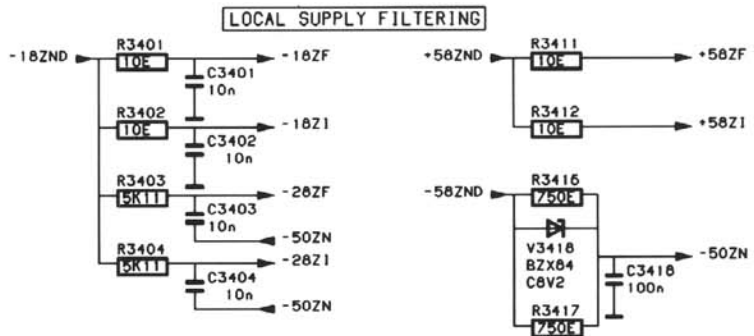 LOCAL SUPPLY FILTERING
-18ZND
R3401
10E
-18ZF
C3401
10n
R3402
10E
-18ZI
C3402
10n
R3403
5K11
-28ZF
C3403
10n
-50ZN
R3404
5K11
-28ZI
C3404
10n
-50ZN
+58ZND
R3411
10E
+58ZF
R3412
10E
+58ZI
-58ZND
R3416
750E
V3418
BZX84
C8V2
-50ZN
C3418
100n
R3417
750E